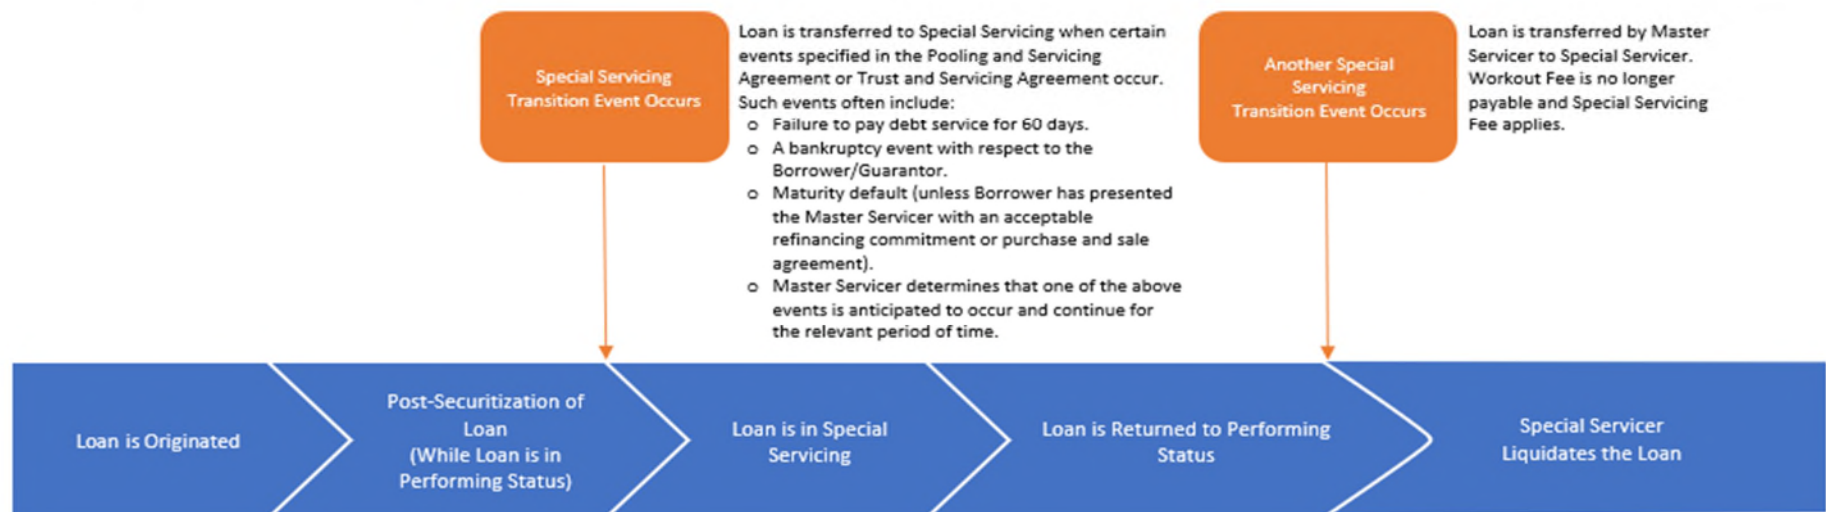 Special Servicing
Transition Event Occurs
Loan is transferred to Special Servicing when certain
events specified in the Pooling and Servicing
Agreement or Trust and Servicing Agreement occur.
Such events often include:
o Failure to pay debt service for 60 days.
o A bankruptcy event with respect to the
Borrower/Guarantor.
o Maturity default (unless Borrower has presented
the Master Servicer with an acceptable
refinancing commitment or purchase and sale
agreement).
o Master Servicer determines that one of the above
events is anticipated to occur and continue for
the relevant period of time.
Another Special
Servicing
Transition Event Occurs
Loan is transferred by Master
Servicer to Special Servicer.
Workout Fee is no longer
payable and Special Servicing
Fee applies.
Loan is Originated
Post-Securitization of
Loan
(While Loan is in
Performing Status)
Loan is in Special
Servicing
Loan is Returned to Performing
Status
Special Servicer
Liquidates the Loan